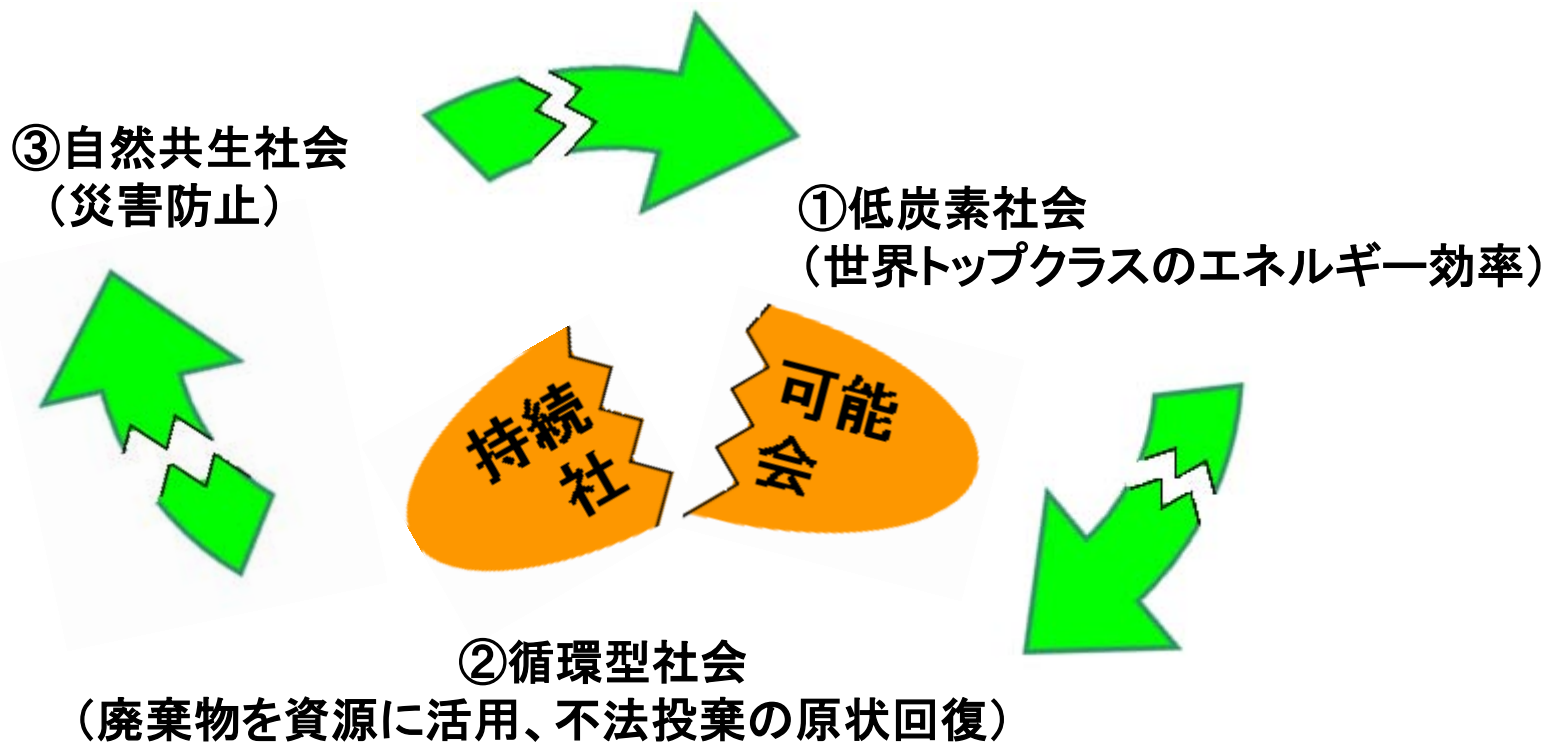 ③自然共生社会
（災害防止）
①低炭素社会
（世界トップクラスのエネルギー効率）
持続
社
可能
会
②循環型社会
（廃棄物を資源に活用、不法投棄の原状回復）